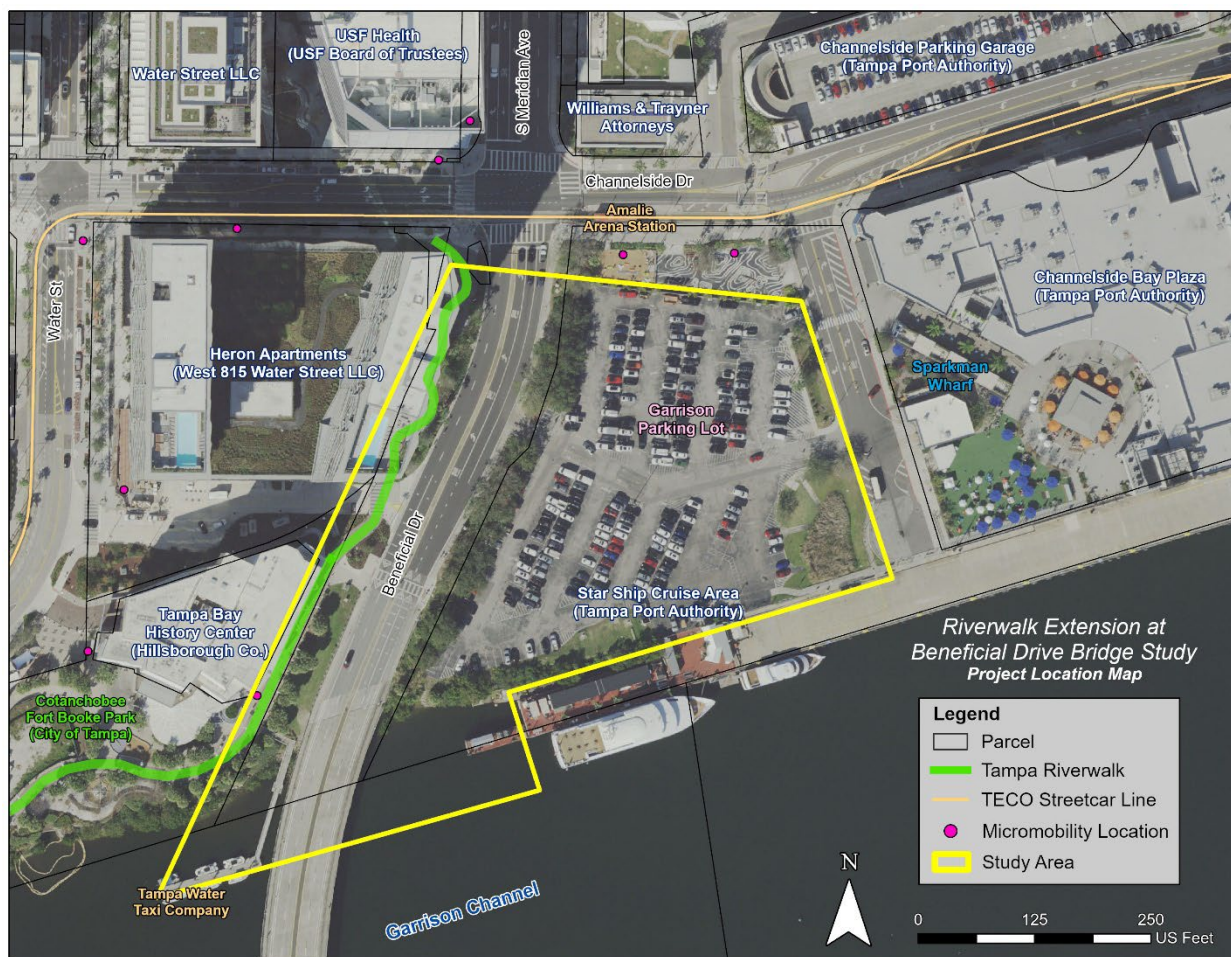 USF Health
(USF Board of Trustees)
Water Street LLC
S Meridian Ave
Channelside Parking Garage
(Tampa Port Authority)
Williams & Trayner
Attorneys
Channelside Dr
Amalie
Arena Station
Water St
Channelside Bay Plaza
(Tampa Port Authority)
Heron Apartments
(West 815 Water Street LLC)
Sparkman
Wharf
Garrison
Parking Lot
Beneficial Dr
Star Ship Cruise Area
(Tampa Port Authority)
Tampa Bay
History Center
(Hillsborough Co.)
Cotanchobee
Fort Booke Park
(City of Tampa)
Tampa Water
Taxi Company
Garrison Channel
Riverwalk Extension at
Beneficial Drive Bridge Study
Project Location Map
Legend
Parcel
Tampa Riverwalk
TECO Streetcar Line
Micromobility Location
Study Area
N
0 125 250
US Feet